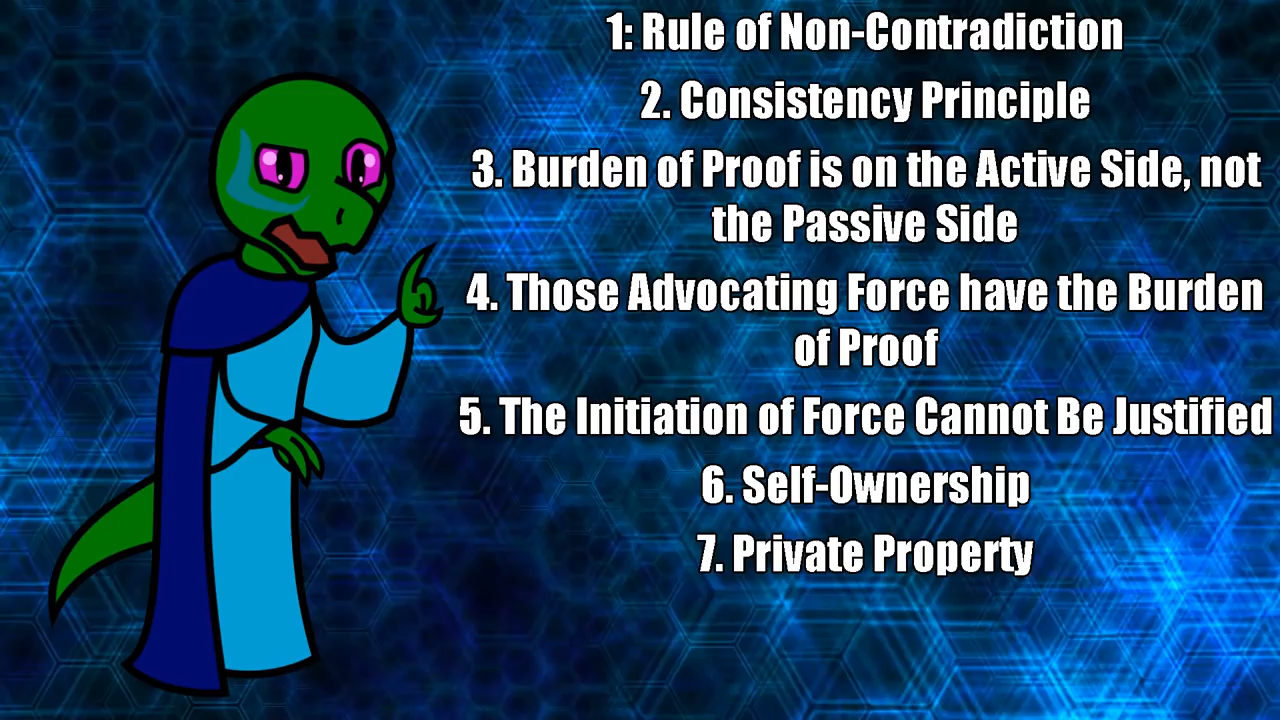 1: Rule of Non-Contradiction
2. Consistency Principle
3. Burden of Proof is on the Active Side, not
the Passive Side
4. Those Advocating Force have the Burden
of Proof
5. The Initiation of Force Cannot Be Justified
6. Self-Ownership
7. Private Property